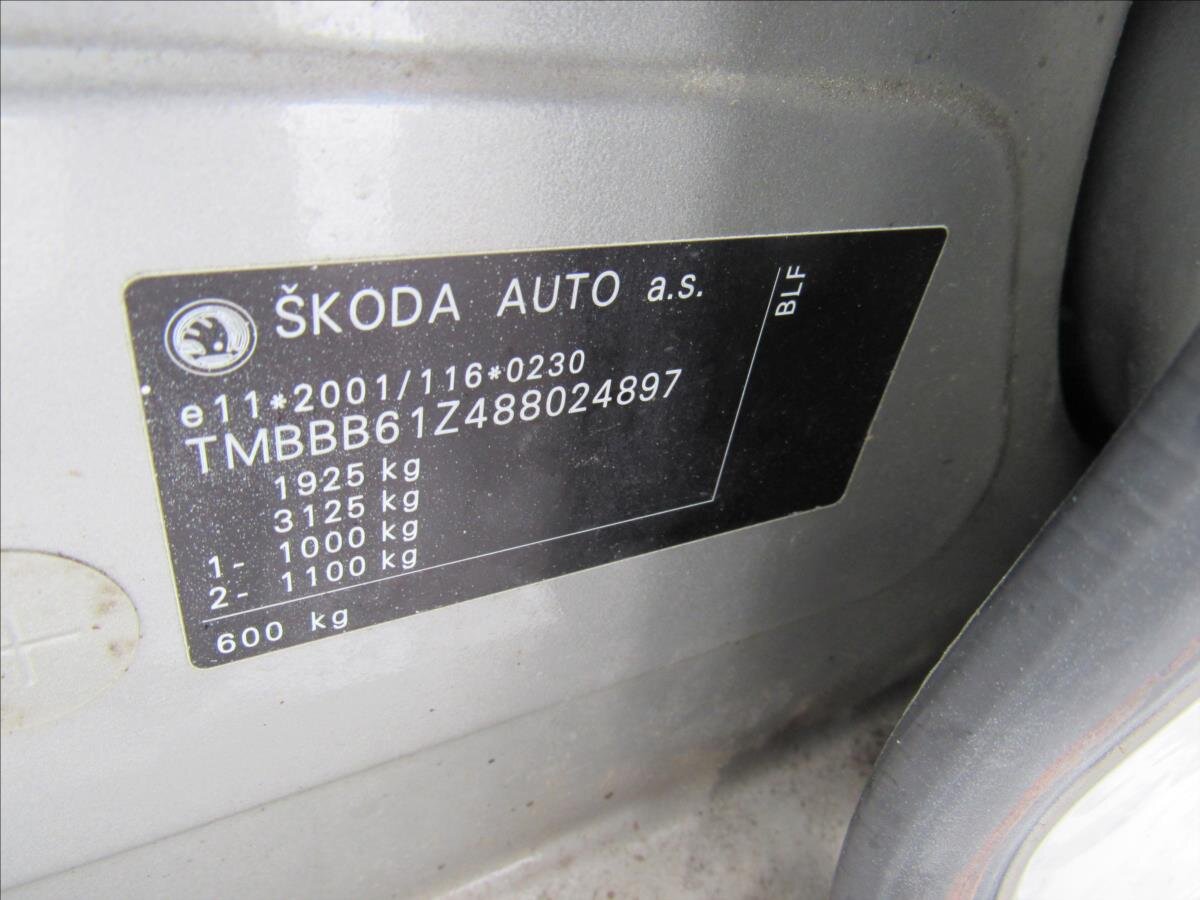 ŠKODA AUTO a.s.
BLF
e11*2001/116*0230
TMBBB61Z488024897
1925 kg
3125 kg
1- 1000 kg
2- 1100 kg
600 kg